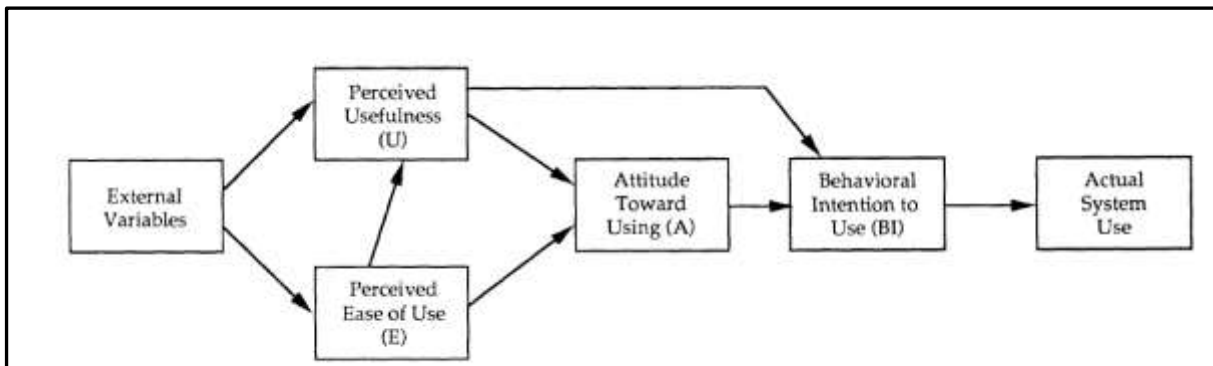 Perceived
Usefulness
(U)
External
Variables
Perceived
Ease of Use
(E)
Attitude
Toward
Using (A)
Behavioral
Intention to
Use (BI)
Actual
System
Use